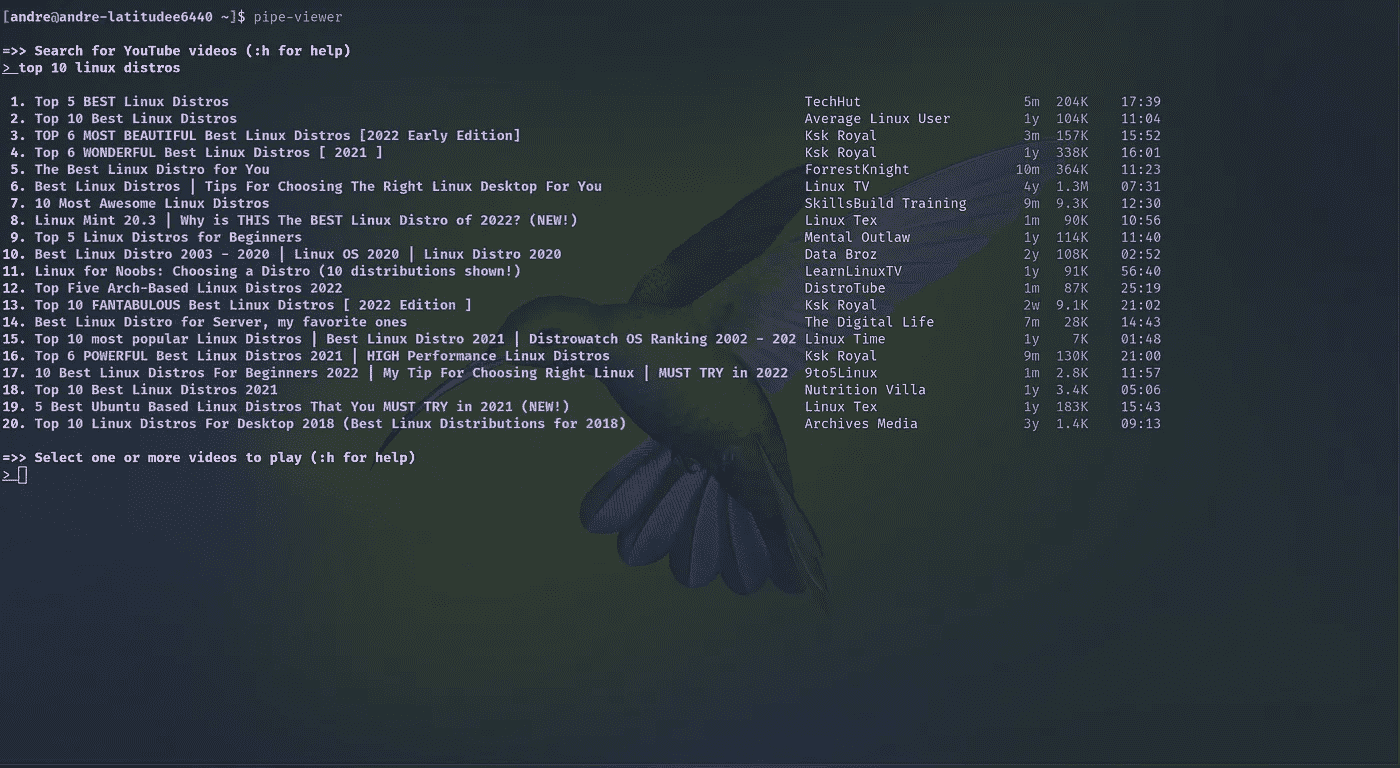 [andre@andre-latitudee6440 ~]$ pipe-viewer
=>> Search for YouTube videos (:h for help)
> top 10 linux distros
1. Top 5 BEST Linux Distros TechHut 5m 204K 17:39
2. Top 10 Best Linux Distros Average Linux User 1y 104K 11:04
3. TOP 6 MOST BEAUTIFUL Best Linux Distros [2022 Early Edition] Ksk Royal 3m 157K 15:52
4. Top 6 WONDERFUL Best Linux Distros [ 2021 ] Ksk Royal 1y 338K 16:01
5. The Best Linux Distro for You ForrestKnight 10m 364K 11:23
6. Best Linux Distros | Tips For Choosing The Right Linux Desktop For You Linux TV 4y 1.3M 07:31
7. 10 Most Awesome Linux Distros SkillsBuild Training 9m 9.3K 12:30
8. Linux Mint 20.3 | Why is THIS The BEST Linux Distro of 2022? (NEW!) Linux Tex 1m 90K 10:56
9. Top 5 Linux Distros for Beginners Mental Outlaw 1y 114K 11:40
10. Best Linux Distro 2003 - 2020 | Linux OS 2020 | Linux Distro 2020 Data Broz 2y 108K 02:52
11. Linux for Noobs: Choosing a Distro (10 distributions shown!) LearnLinuxTV 1y 91K 56:40
12. Top Five Arch-Based Linux Distros 2022 DistroTube 1m 87K 25:19
13. Top 10 FANTABULOUS Best Linux Distros [ 2022 Edition ] Ksk Royal 2w 9.1K 21:02
14. Best Linux Distro for Server, my favorite ones The Digital Life 7m 28K 14:43
15. Top 10 most popular Linux Distros | Best Linux Distro 2021 | Distrowatch OS Ranking 2002 - 202 Linux Time 1y 7K 01:48
16. Top 6 POWERFUL Best Linux Distros 2021 | HIGH Performance Linux Distros Ksk Royal 9m 130K 21:00
17. 10 Best Linux Distros For Beginners 2022 | My Tip For Choosing Right Linux | MUST TRY in 2022 9to5Linux 1m 2.8K 11:57
18. Top 10 Best Linux Distros 2021 Nutrition Villa 1y 3.4K 05:06
19. 5 Best Ubuntu Based Linux Distros That You MUST TRY in 2021 (NEW!) Linux Tex 1y 183K 15:43
20. Top 10 Linux Distros For Desktop 2018 (Best Linux Distributions for 2018) Archives Media 3y 1.4K 09:13
=>> Select one or more videos to play (:h for help)
>